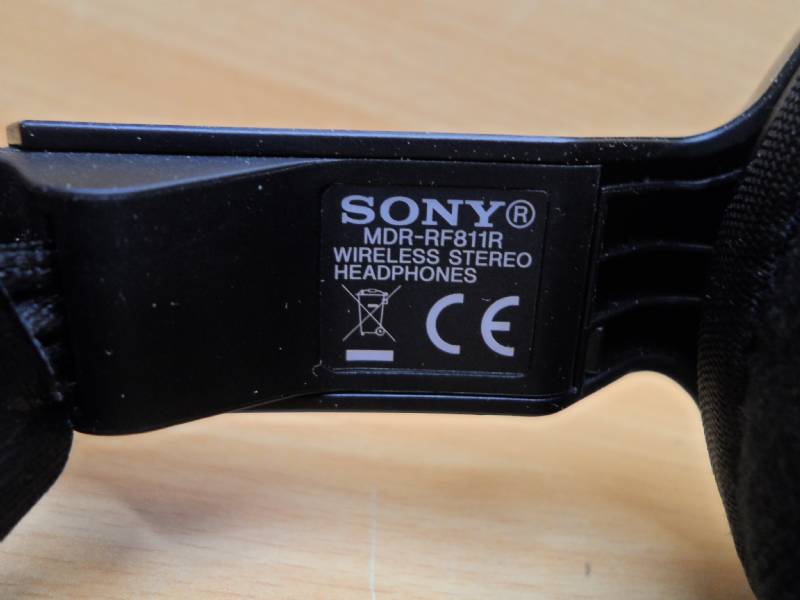 SONY®
MDR-RF811R
WIRELESS STEREO
HEADPHONES
CE